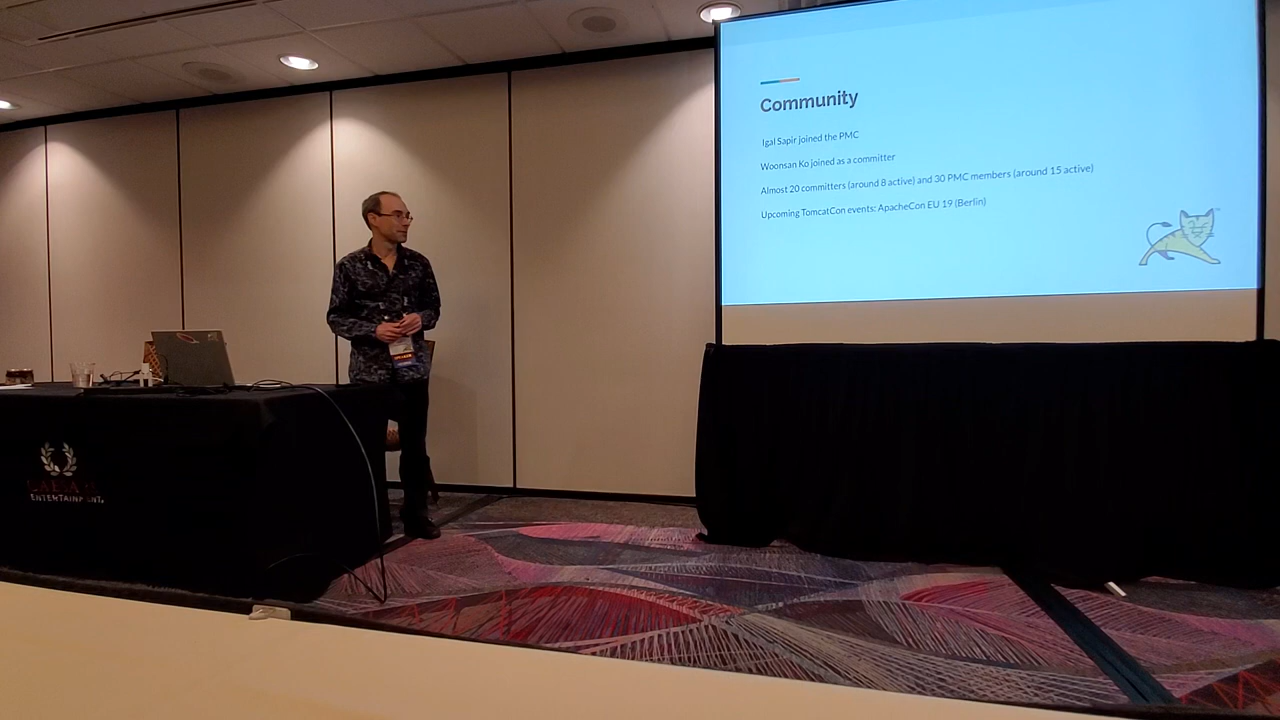 Community
Igal Sapir joined the PMC
Woonsan Ko joined as a committer
Almost 20 committers (around 8 active) and 30 PMC members (around 15 active)
Upcoming TomcatCon events: ApacheCon EU 19 (Berlin)
ENTERTAINMENT